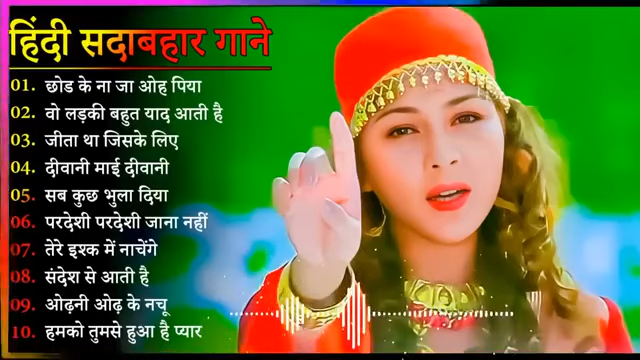 हिंदी सदाबहार गाने
01. छोड के ना जा ओह पिया
02. वो लड़की बहुत याद आती है
03. जीता था जिसके लिए
04. दीवानी माई दीवानी
05. सब कुछ भुला दिया
06. परदेशी परदेशी जाना नहीं
07. तेरे इश्क में नाचेंगे
08. संदेश से आती है
09. ओढ़नी ओढ़ के नचू
10. हमको तुमसे हुआ है प्यार